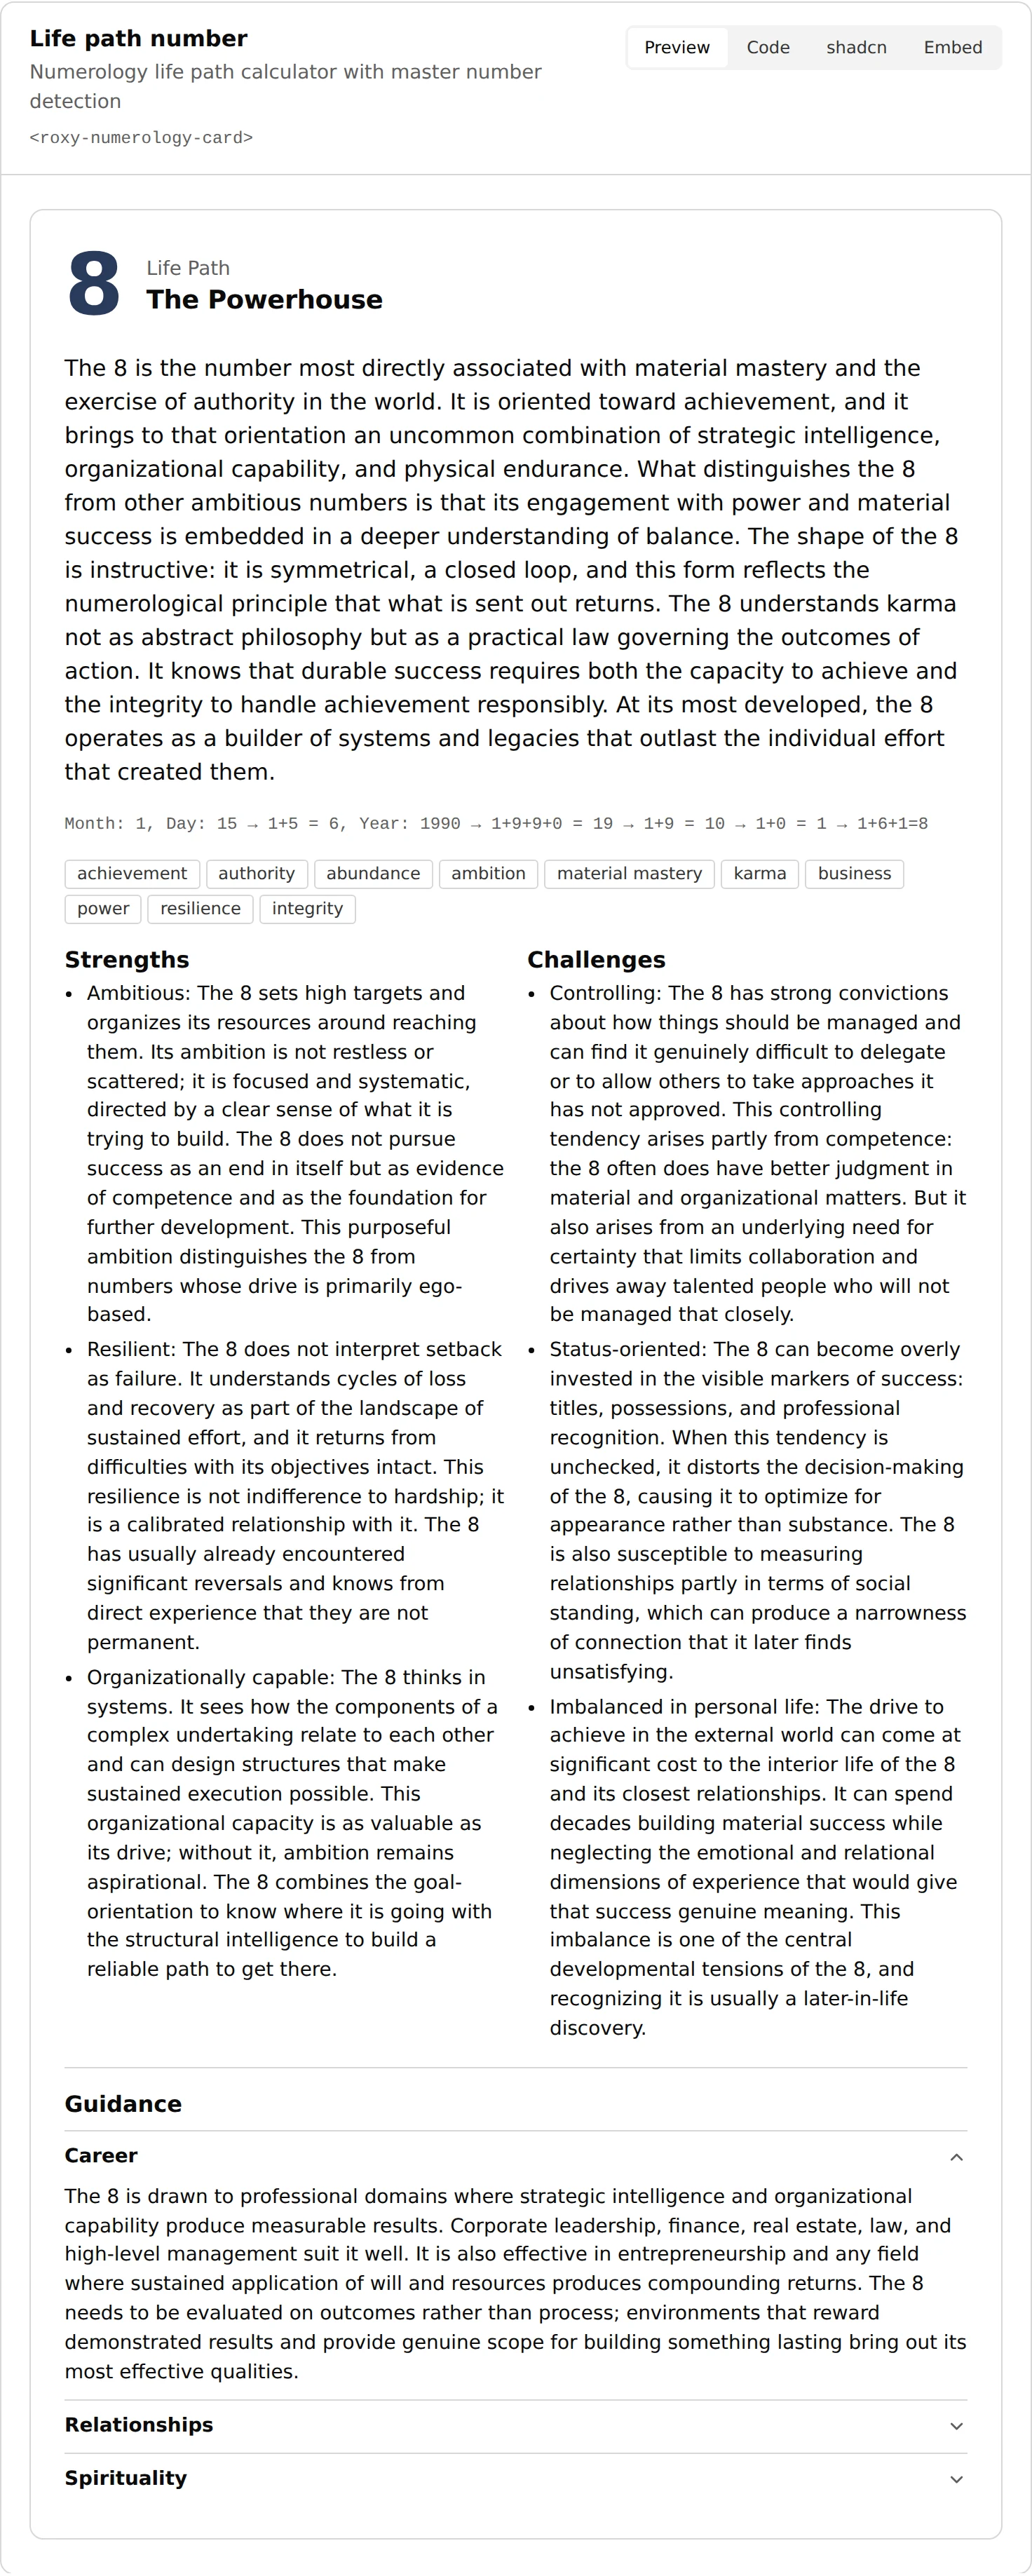 Life path number
Preview
Code
shadcn
Embed
Numerology life path calculator with master number
detection
<roxy-numerology-card>
8
Life Path
The Powerhouse
The 8 is the number most directly associated with material mastery and the
exercise of authority in the world. It is oriented toward achievement, and it
brings to that orientation an uncommon combination of strategic intelligence,
organizational capability, and physical endurance. What distinguishes the 8
from other ambitious numbers is that its engagement with power and material
success is embedded in a deeper understanding of balance. The shape of the 8
is instructive: it is symmetrical, a closed loop, and this form reflects the
numerological principle that what is sent out returns. The 8 understands karma
not as abstract philosophy but as a practical law governing the outcomes of
action. It knows that durable success requires both the capacity to achieve and
the integrity to handle achievement responsibly. At its most developed, the 8
operates as a builder of systems and legacies that outlast the individual effort
that created them.
Month: 1, Day: 15 → 1+5 = 6, Year: 1990 → 1+9+9+0 = 19 → 1+9 = 10 → 1+0 = 1 → 1+6+1=8
achievement authority abundance ambition material mastery karma business
power resilience integrity
Strengths
• Ambitious: The 8 sets high targets and
organizes its resources around reaching
them. Its ambition is not restless or
scattered; it is focused and systematic,
directed by a clear sense of what it is
trying to build. The 8 does not pursue
success as an end in itself but as evidence
of competence and as the foundation for
further development. This purposeful
ambition distinguishes the 8 from
numbers whose drive is primarily ego-
based.
• Resilient: The 8 does not interpret setback
as failure. It understands cycles of loss
and recovery as part of the landscape of
sustained effort, and it returns from
difficulties with its objectives intact. This
resilience is not indifference to hardship; it
is a calibrated relationship with it. The 8
has usually already encountered
significant reversals and knows from
direct experience that they are not
permanent.
• Organizationally capable: The 8 thinks in
systems. It sees how the components of a
complex undertaking relate to each other
and can design structures that make
sustained execution possible. This
organizational capacity is as valuable as
its drive; without it, ambition remains
aspirational. The 8 combines the goal-
orientation to know where it is going with
the structural intelligence to build a
reliable path to get there.
Challenges
• Controlling: The 8 has strong convictions
about how things should be managed and
can find it genuinely difficult to delegate
or to allow others to take approaches it
has not approved. This controlling
tendency arises partly from competence:
the 8 often does have better judgment in
material and organizational matters. But it
also arises from an underlying need for
certainty that limits collaboration and
drives away talented people who will not
be managed that closely.
• Status-oriented: The 8 can become overly
invested in the visible markers of success:
titles, possessions, and professional
recognition. When this tendency is
unchecked, it distorts the decision-making
of the 8, causing it to optimize for
appearance rather than substance. The 8
is also susceptible to measuring
relationships partly in terms of social
standing, which can produce a narrowness
of connection that it later finds
unsatisfying.
• Imbalanced in personal life: The drive to
achieve in the external world can come at
significant cost to the interior life of the 8
and its closest relationships. It can spend
decades building material success while
neglecting the emotional and relational
dimensions of experience that would give
that success genuine meaning. This
imbalance is one of the central
developmental tensions of the 8, and
recognizing it is usually a later-in-life
discovery.
Guidance
Career
The 8 is drawn to professional domains where strategic intelligence and organizational
capability produce measurable results. Corporate leadership, finance, real estate, law, and
high-level management suit it well. It is also effective in entrepreneurship and any field
where sustained application of will and resources produces compounding returns. The 8
needs to be evaluated on outcomes rather than process; environments that reward
demonstrated results and provide genuine scope for building something lasting bring out its
most effective qualities.
Relationships
Spirituality